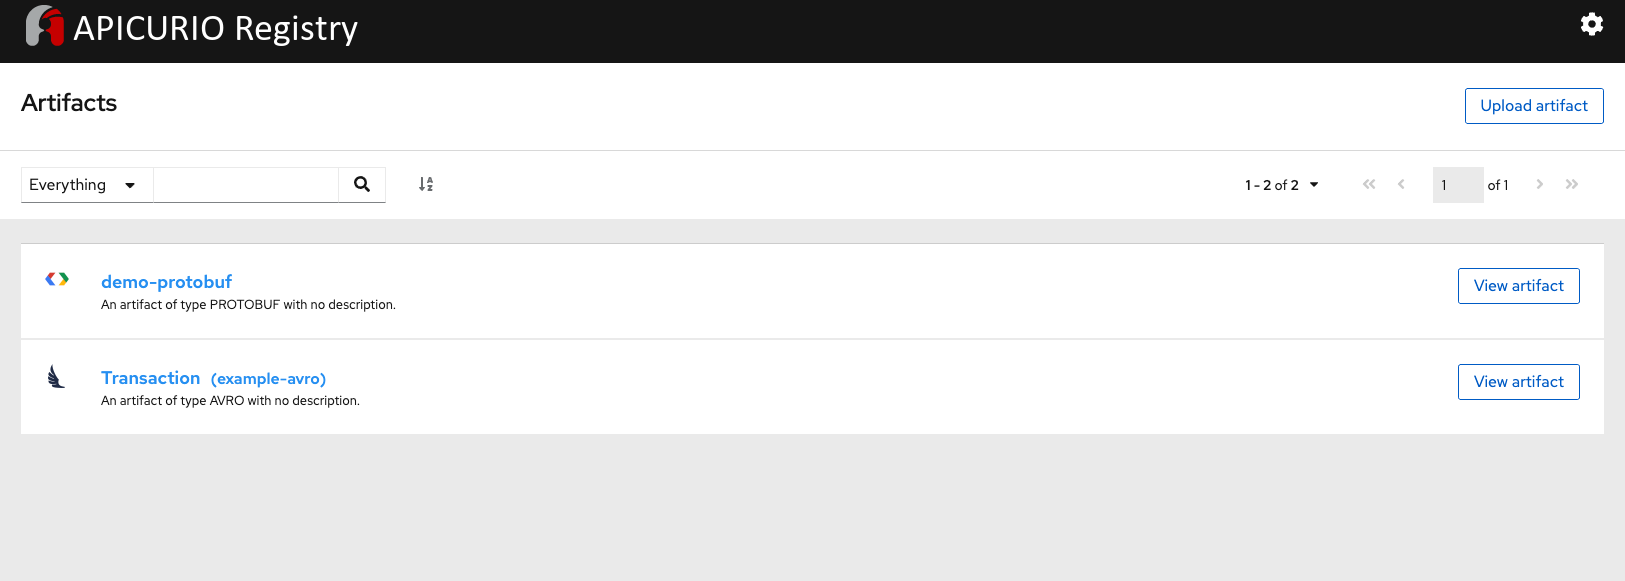 APICURIO Registry
Artifacts
Upload artifact
Everything
1 - 2 of 2
1 of 1
demo-protobuf
An artifact of type PROTOBUF with no description.
View artifact
Transaction (example-avro)
An artifact of type AVRO with no description.
View artifact